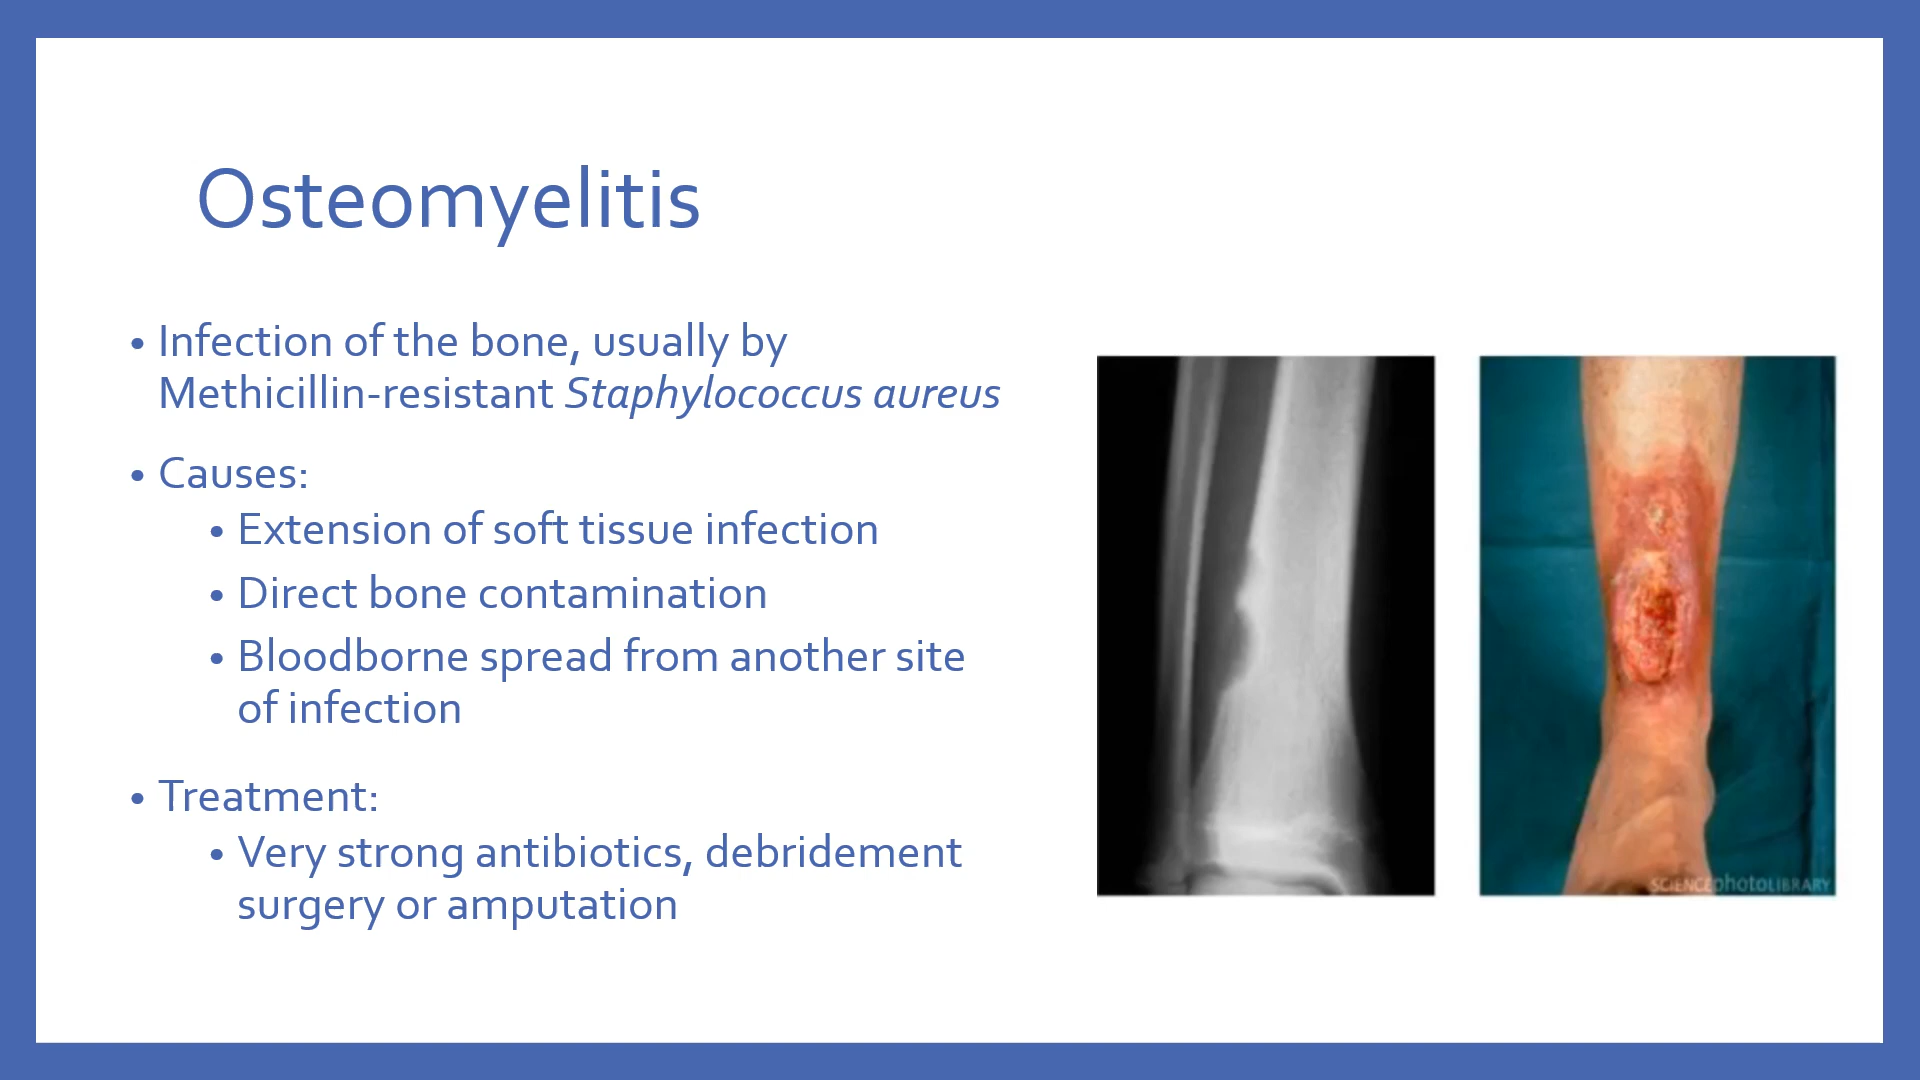 Osteomyelitis
• Infection of the bone, usually by
Methicillin-resistant Staphylococcus aureus
• Causes:
• Extension of soft tissue infection
• Direct bone contamination
• Bloodborne spread from another site
of infection
• Treatment:
• Very strong antibiotics, debridement
surgery or amputation
SCIENCEphotoLIBRARY